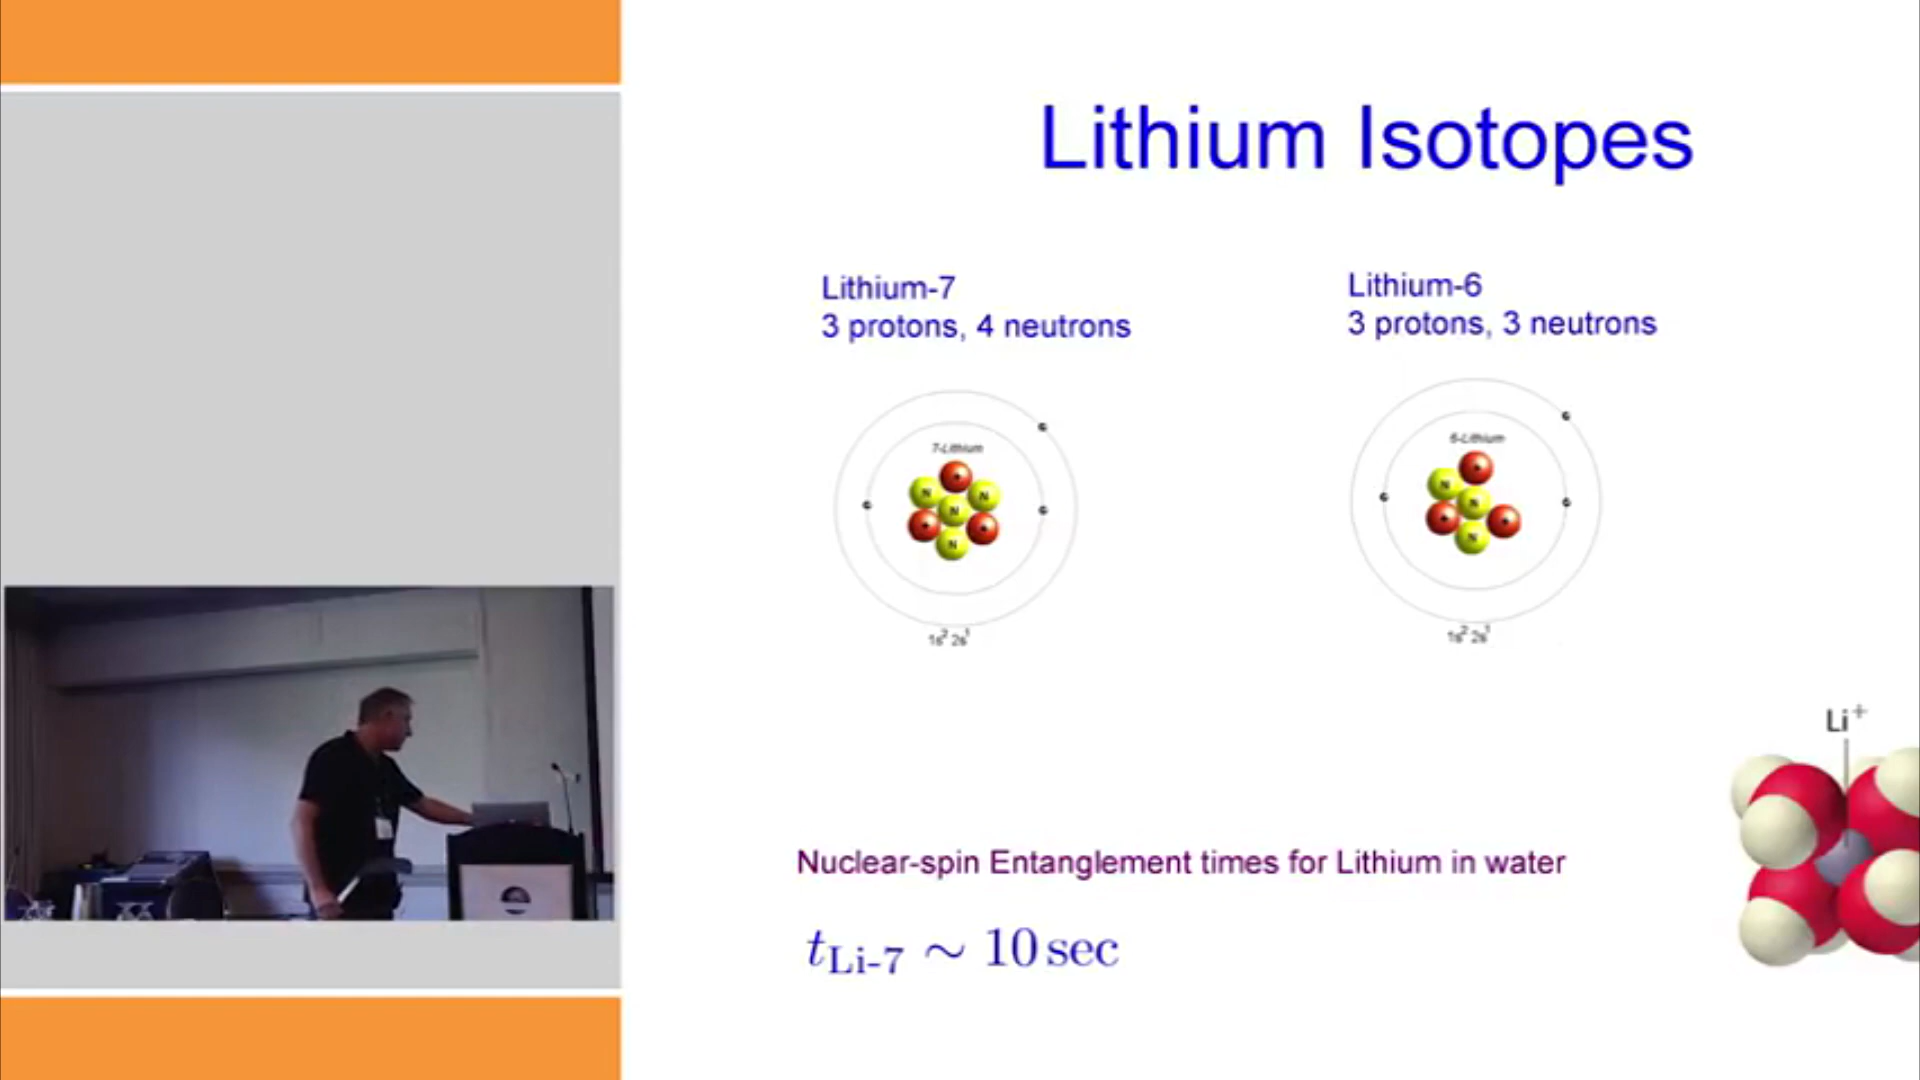 Lithium Isotopes
Lithium-7
3 protons, 4 neutrons
Lithium-6
3 protons, 3 neutrons
7-Lithium
N
N
N
N
1s² 2s¹
6-Lithium
N
N
N
1s² 2s¹
Li⁺
Nuclear-spin Entanglement times for Lithium in water
t_Li-7 ~ 10 sec